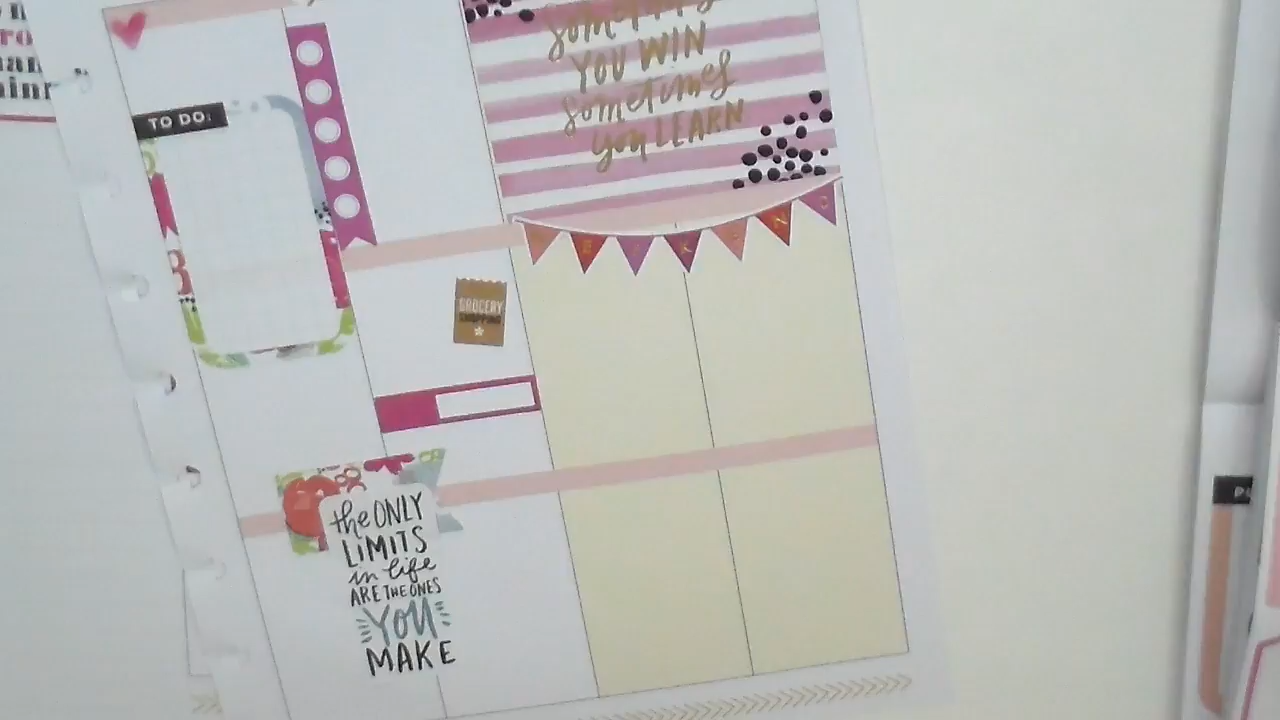 sometimes
YOU WIN
sometimes
you LEARN
TO DO:
GROCERY
SHOPPING
the ONLY
LIMITS
in life
ARE THE ONES
YOU
MAKE